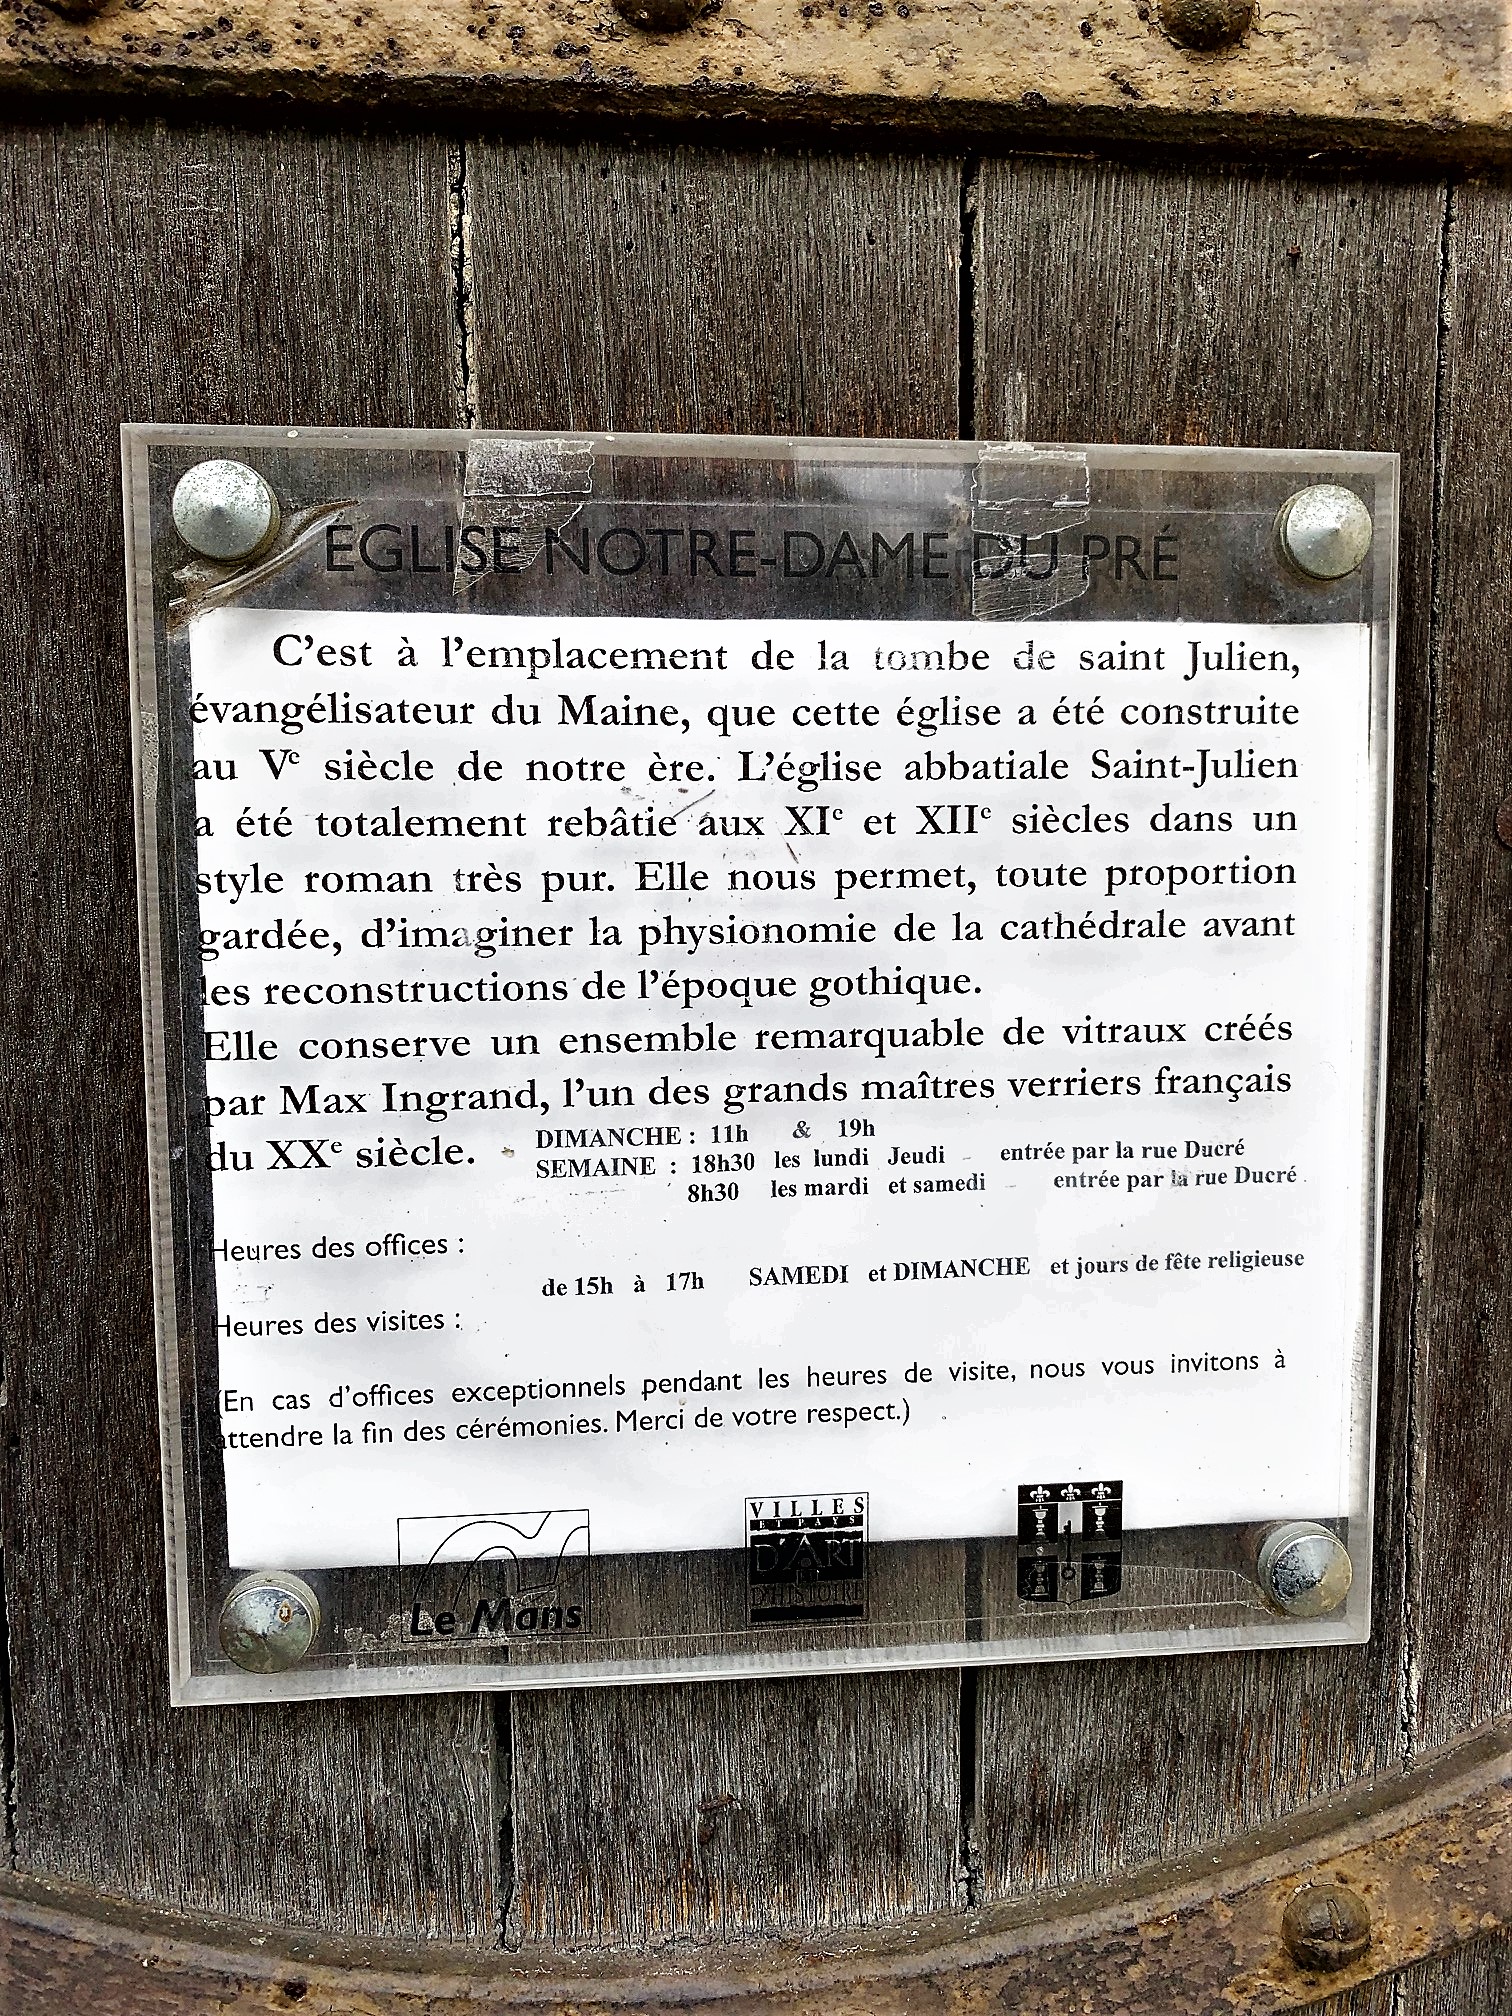 EGLISE NOTRE-DAME DU PRÉ
C'est à l'emplacement de la tombe de saint Julien,
évangélisateur du Maine, que cette église a été construite
au Ve siècle de notre ère. L'église abbatiale Saint-Julien
a été totalement rebâtie aux XIe et XIIe siècles dans un
style roman très pur. Elle nous permet, toute proportion
gardée, d'imaginer la physionomie de la cathédrale avant
les reconstructions de l'époque gothique.
Elle conserve un ensemble remarquable de vitraux créés
par Max Ingrand, l'un des grands maîtres verriers français
du XXe siècle.
DIMANCHE : 11h & 19h
SEMAINE : 18h30 les lundi Jeudi - entrée par la rue Ducré
8h30 les mardi et samedi - entrée par la rue Ducré
Heures des offices :
de 15h à 17h SAMEDI et DIMANCHE et jours de fête religieuse
Heures des visites :
(En cas d'offices exceptionnels pendant les heures de visite, nous vous invitons à
attendre la fin des cérémonies. Merci de votre respect.)
Le Mans
VILLES
ET PAYS
D'ART
ET
D'HISTOIRE